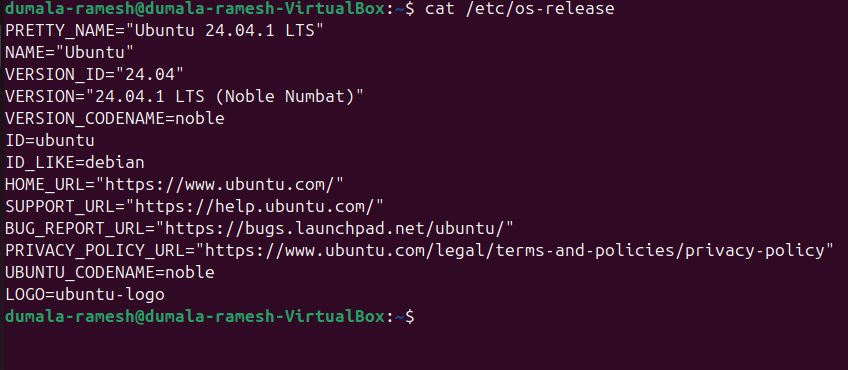 dumala-ramesh@dumala-ramesh-VirtualBox:~$ cat /etc/os-release
PRETTY_NAME="Ubuntu 24.04.1 LTS"
NAME="Ubuntu"
VERSION_ID="24.04"
VERSION="24.04.1 LTS (Noble Numbat)"
VERSION_CODENAME=noble
ID=ubuntu
ID_LIKE=debian
HOME_URL="https://www.ubuntu.com/"
SUPPORT_URL="https://help.ubuntu.com/"
BUG_REPORT_URL="https://bugs.launchpad.net/ubuntu/"
PRIVACY_POLICY_URL="https://www.ubuntu.com/legal/terms-and-policies/privacy-policy"
UBUNTU_CODENAME=noble
LOGO=ubuntu-logo
dumala-ramesh@dumala-ramesh-VirtualBox:~$